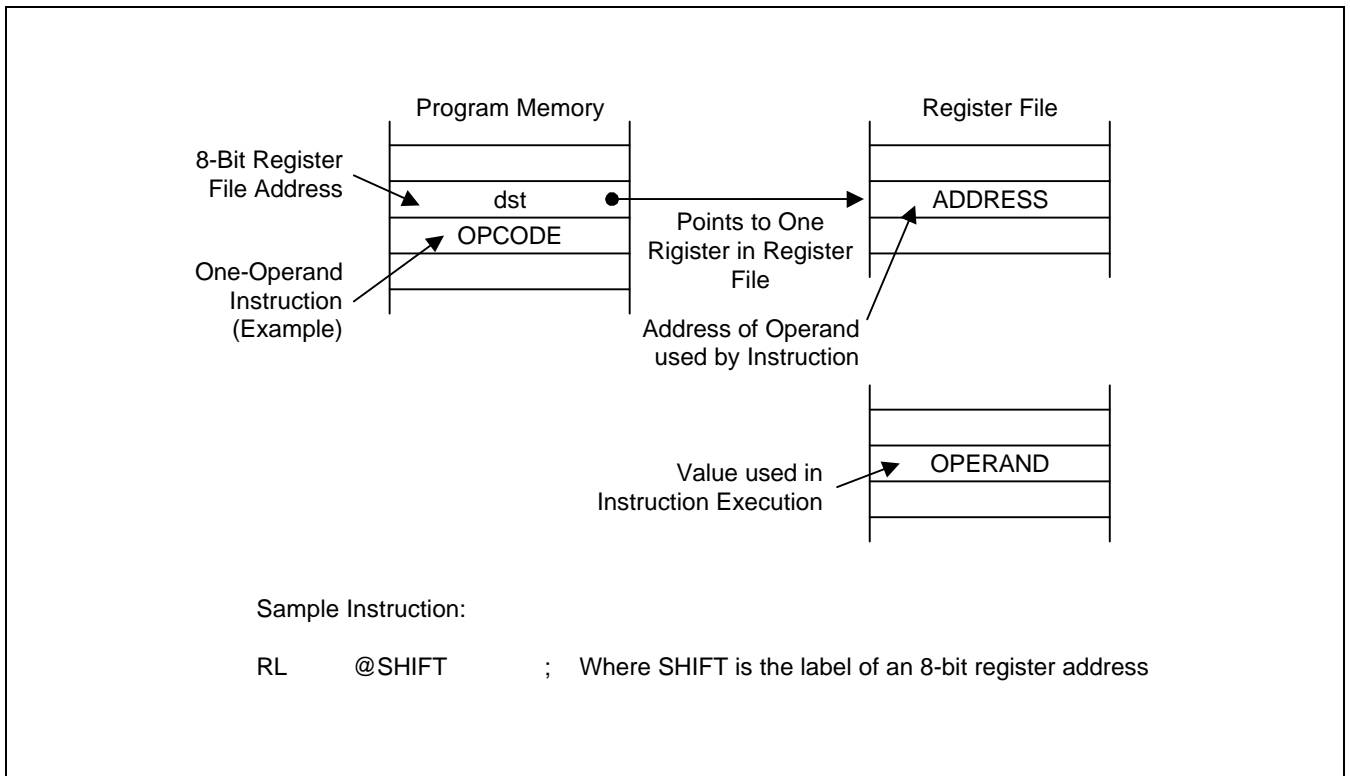 Program Memory
Register File
8-Bit Register
File Address
dst
ADDRESS
OPCODE
Points to One
Rigister in Register
File
One-Operand
Instruction
(Example)
Address of Operand
used by Instruction
OPERAND
Value used in
Instruction Execution
Sample Instruction:
RL @SHIFT ; Where SHIFT is the label of an 8-bit register address